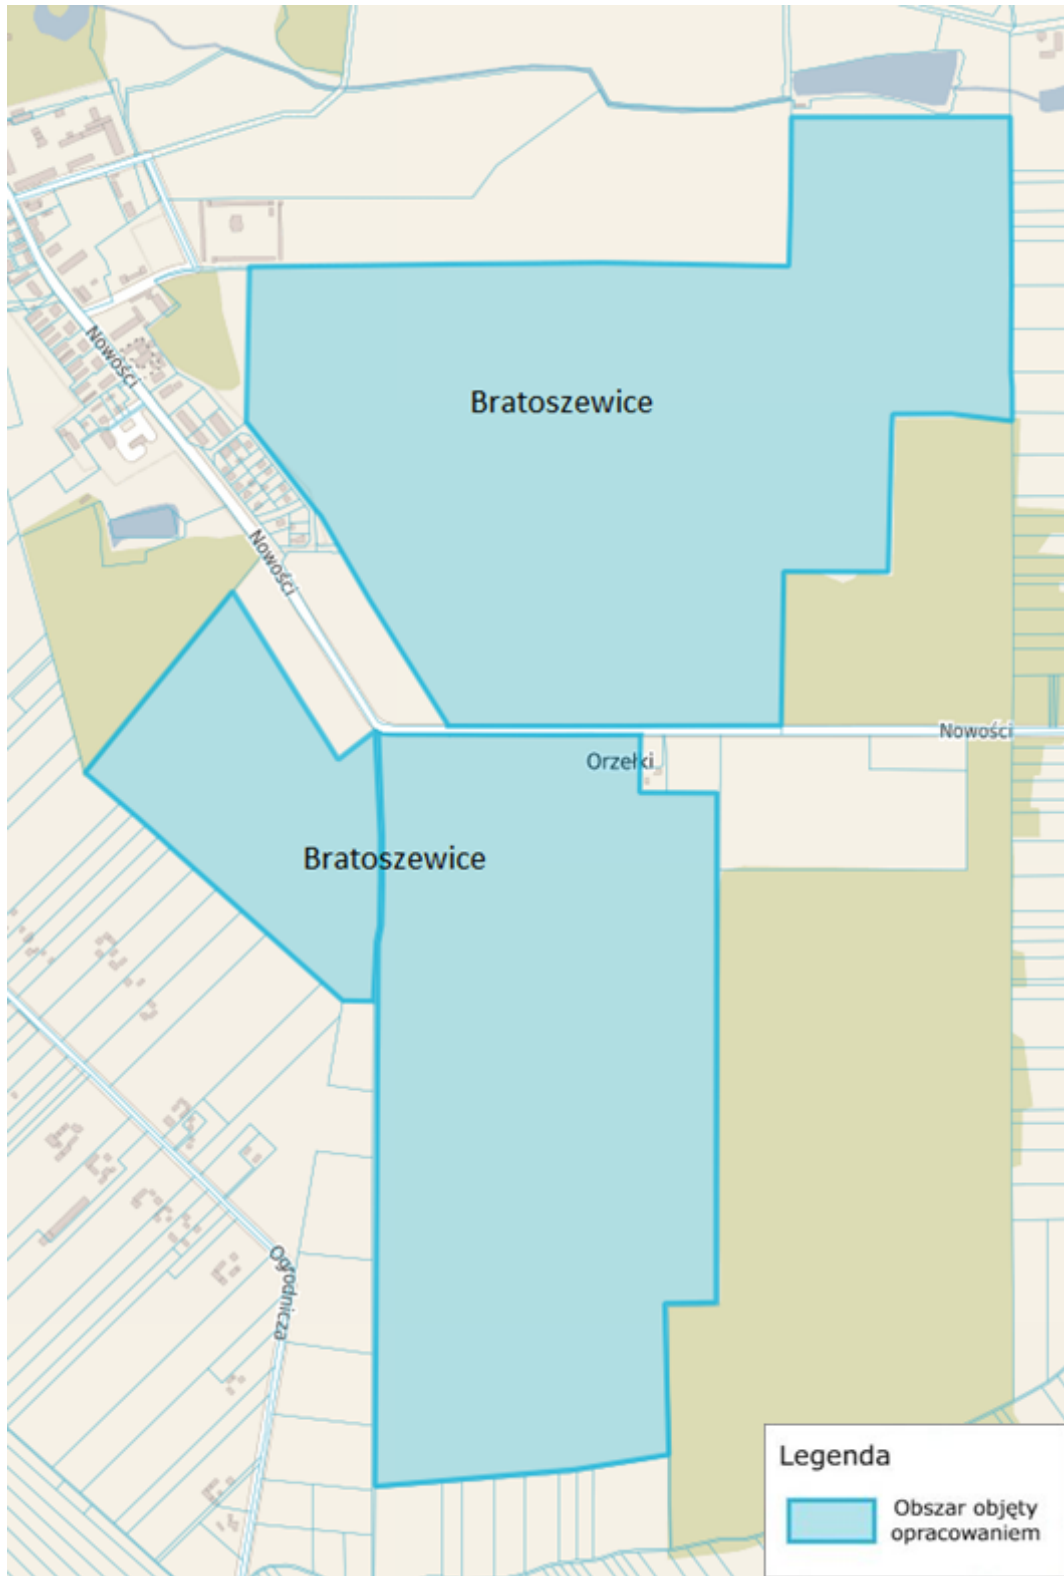 Nowości
Bratoszewice
Nowości
Nowości
Orzełki
Bratoszewice
Ogrodnicza
Legenda
Obszar objęty
opracowaniem